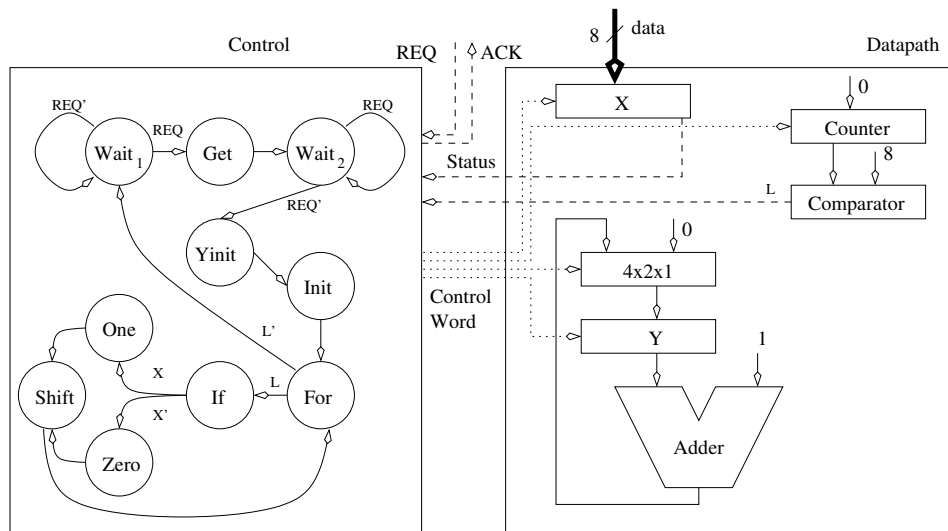 Control
REQ
ACK
8
data
Datapath
REQ'
REQ
REQ
Wait1
Get
Wait2
REQ'
Yinit
Init
One
L'
X
X'
L
Shift
If
For
Zero
Status
Control
Word
X
0
Counter
8
L
Comparator
0
4x2x1
Y
1
Adder